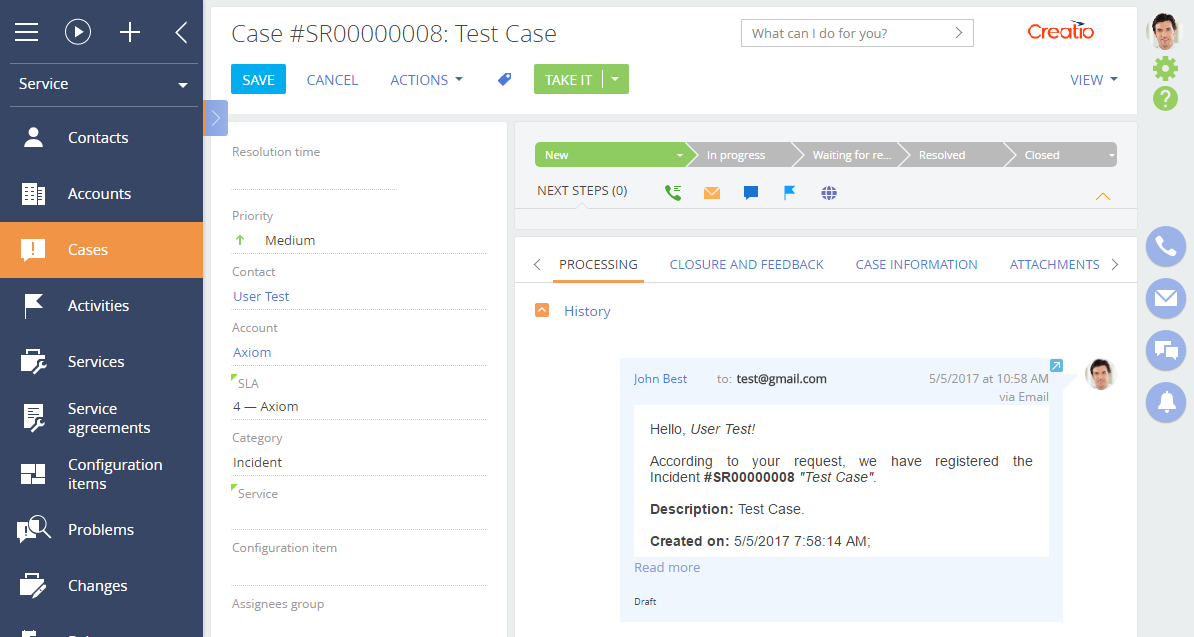 Service
Contacts
Accounts
Cases
Activities
Services
Service
agreements
Configuration
items
Problems
Changes
Case #SR00000008: Test Case
What can I do for you?
Creatio
SAVE
CANCEL
ACTIONS
TAKE IT
VIEW
Resolution time
Priority
Medium
Contact
User Test
Account
Axiom
SLA
4 — Axiom
Category
Incident
Service
Configuration item
Assignees group
New
In progress
Waiting for re...
Resolved
Closed
NEXT STEPS (0)
PROCESSING
CLOSURE AND FEEDBACK
CASE INFORMATION
ATTACHMENTS
History
John Best to: test@gmail.com 5/5/2017 at 10:58 AM
via Email
Hello, User Test!
According to your request, we have registered the
Incident #SR00000008 "Test Case".
Description: Test Case.
Created on: 5/5/2017 7:58:14 AM;
Read more
Draft